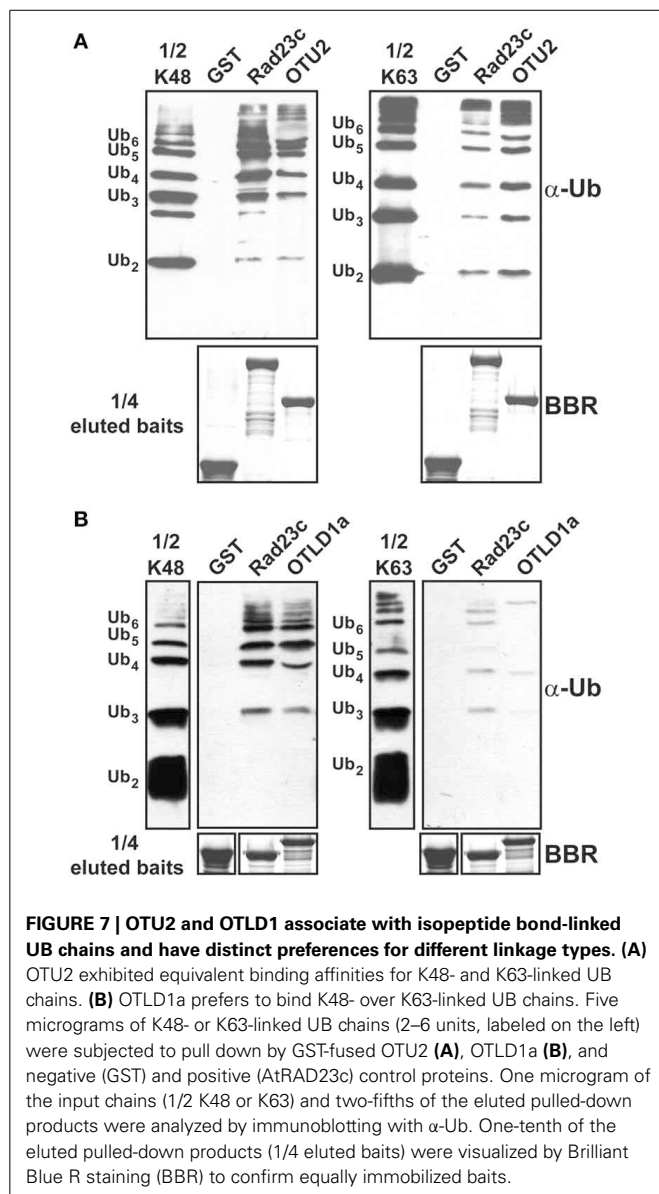 A
1/2
K48 GST Rad23c OTU2
1/2
K63 GST Rad23c OTU2
Ub6
Ub5
Ub4
Ub3
Ub2
Ub6
Ub5
Ub4
Ub3
Ub2
α-Ub
1/4
eluted baits
BBR
B
1/2
K48 GST Rad23c OTLD1a
1/2
K63 GST Rad23c OTLD1a
Ub6
Ub5
Ub4
Ub3
Ub2
Ub6
Ub5
Ub4
Ub3
Ub2
α-Ub
1/4
eluted baits
BBR
FIGURE 7 | OTU2 and OTLD1 associate with isopeptide bond-linked
UB chains and have distinct preferences for different linkage types. (A)
OTU2 exhibited equivalent binding affinities for K48- and K63-linked UB
chains. (B) OTLD1a prefers to bind K48- over K63-linked UB chains. Five
micrograms of K48- or K63-linked UB chains (2–6 units, labeled on the left)
were subjected to pull down by GST-fused OTU2 (A), OTLD1a (B), and
negative (GST) and positive (AtRAD23c) control proteins. One microgram of
the input chains (1/2 K48 or K63) and two-fifths of the eluted pulled-down
products were analyzed by immunoblotting with α-Ub. One-tenth of the
eluted pulled-down products (1/4 eluted baits) were visualized by Brilliant
Blue R staining (BBR) to confirm equally immobilized baits.